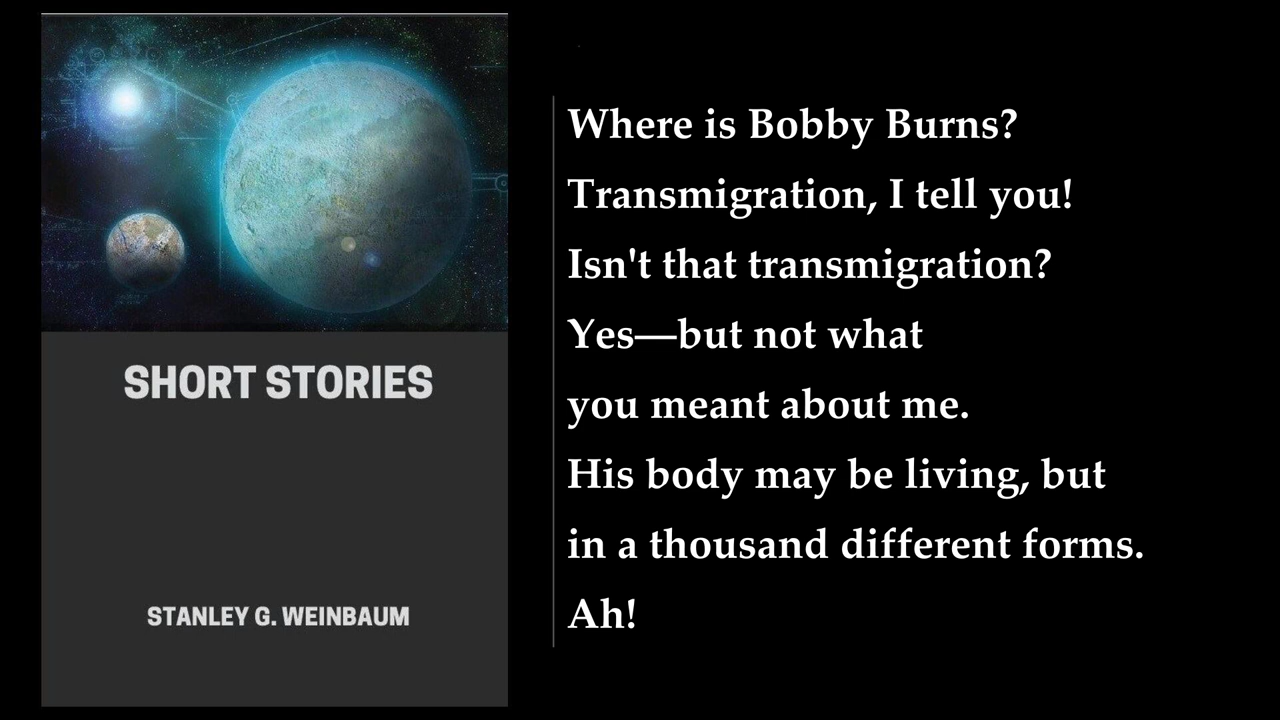 SHORT STORIES
STANLEY G. WEINBAUM
Where is Bobby Burns?
Transmigration, I tell you!
Isn't that transmigration?
Yes—but not what
you meant about me.
His body may be living, but
in a thousand different forms.
Ah!